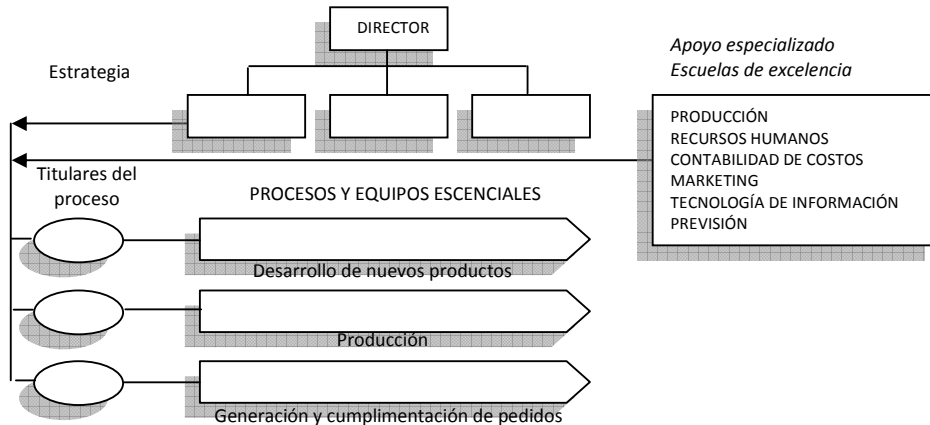 DIRECTOR
Apoyo especializado
Escuelas de excelencia
Estrategia
PRODUCCIÓN
RECURSOS HUMANOS
CONTABILIDAD DE COSTOS
MARKETING
TECNOLOGÍA DE INFORMACIÓN
PREVISIÓN
Titulares del
proceso
PROCESOS Y EQUIPOS ESCENCIALES
Desarrollo de nuevos productos
Producción
Generación y cumplimentación de pedidos